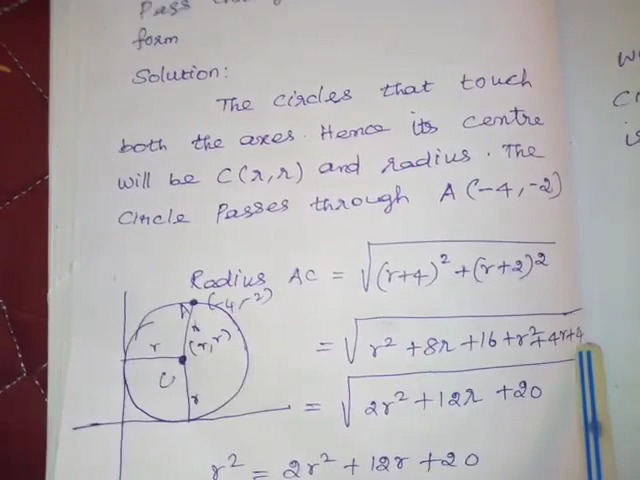 Pass
form
Solution:
The circles that touch
both the axes. Hence its centre
will be C(r,r) and radius. The
Circle Passes through A(-4,-2)
Radius AC = √(r+4)² + (r+2)²
(-4,-2)
A
r
r
(r,r)
C
r
= √r² + 8r + 16 + r² + 4r + 4
= √2r² + 12r + 20
r² = 2r² + 12r + 20